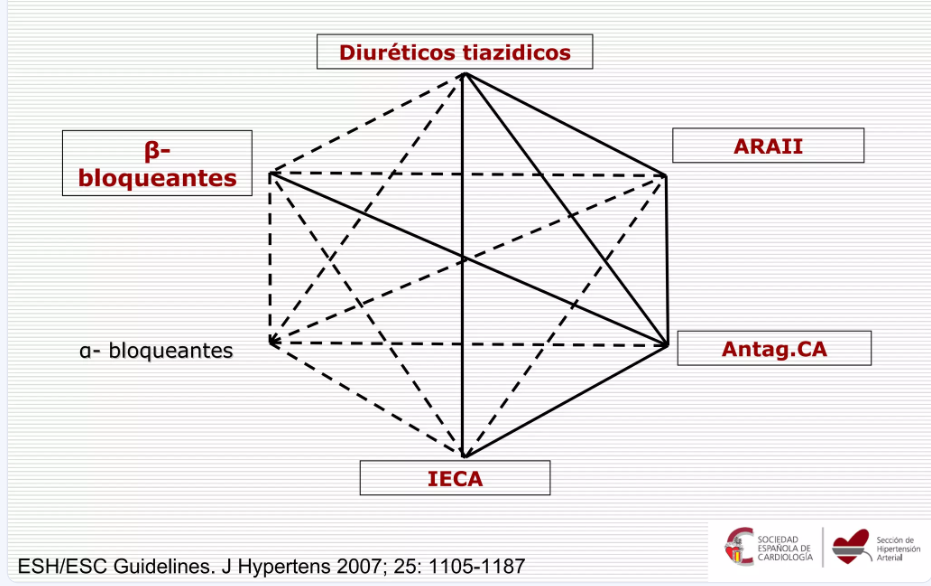 Diuréticos tiazidicos
β-
bloqueantes
ARAII
α- bloqueantes
Antag.CA
IECA
ESH/ESC Guidelines. J Hypertens 2007; 25: 1105-1187
SOCIEDAD
ESPAÑOLA DE
CARDIOLOGÍA
Sección de
Hipertensión
Arterial